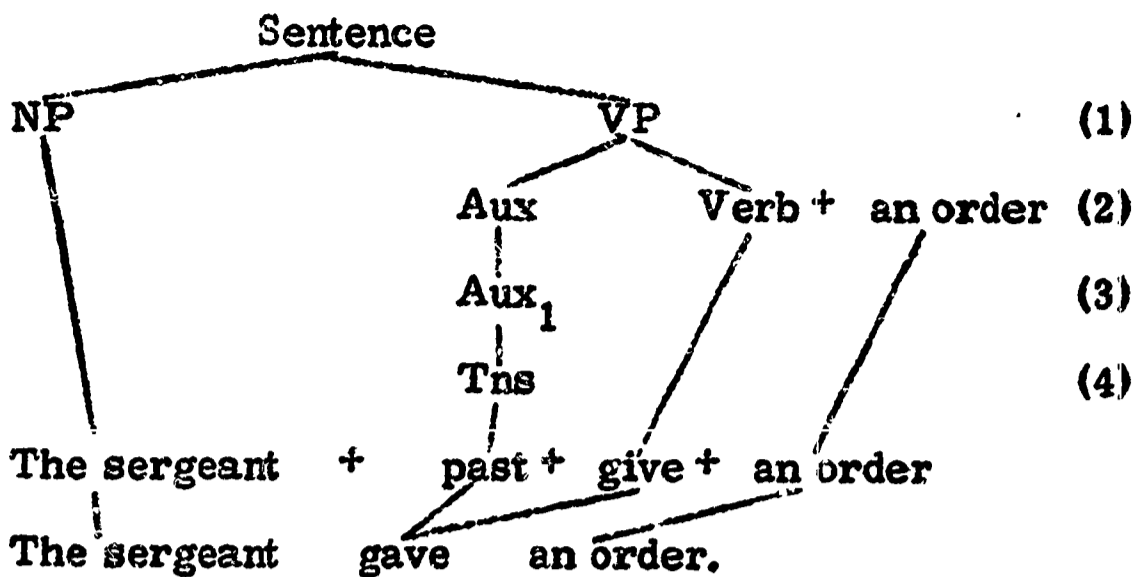 Sentence
NP VP (1)
Aux Verb + an order (2)
Aux1 (3)
Tns (4)
The sergeant + past + give + an order
The sergeant gave an order.